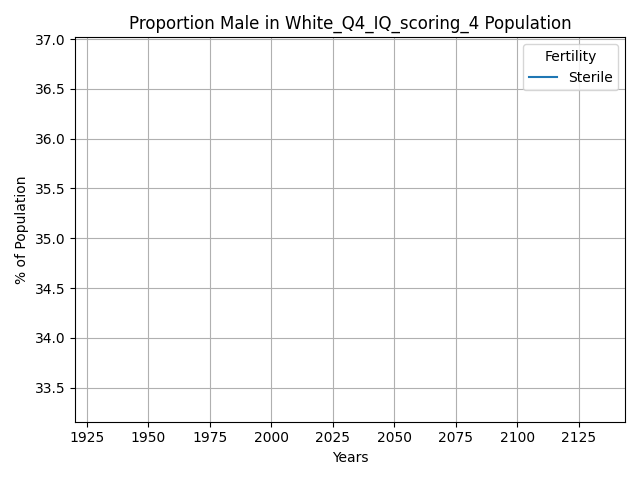 Proportion Male in White_Q4_IQ_scoring_4 Population
37.0
36.5
36.0
35.5
35.0
34.5
34.0
33.5
% of Population
Fertility
Sterile
1925 1950 1975 2000 2025 2050 2075 2100 2125
Years